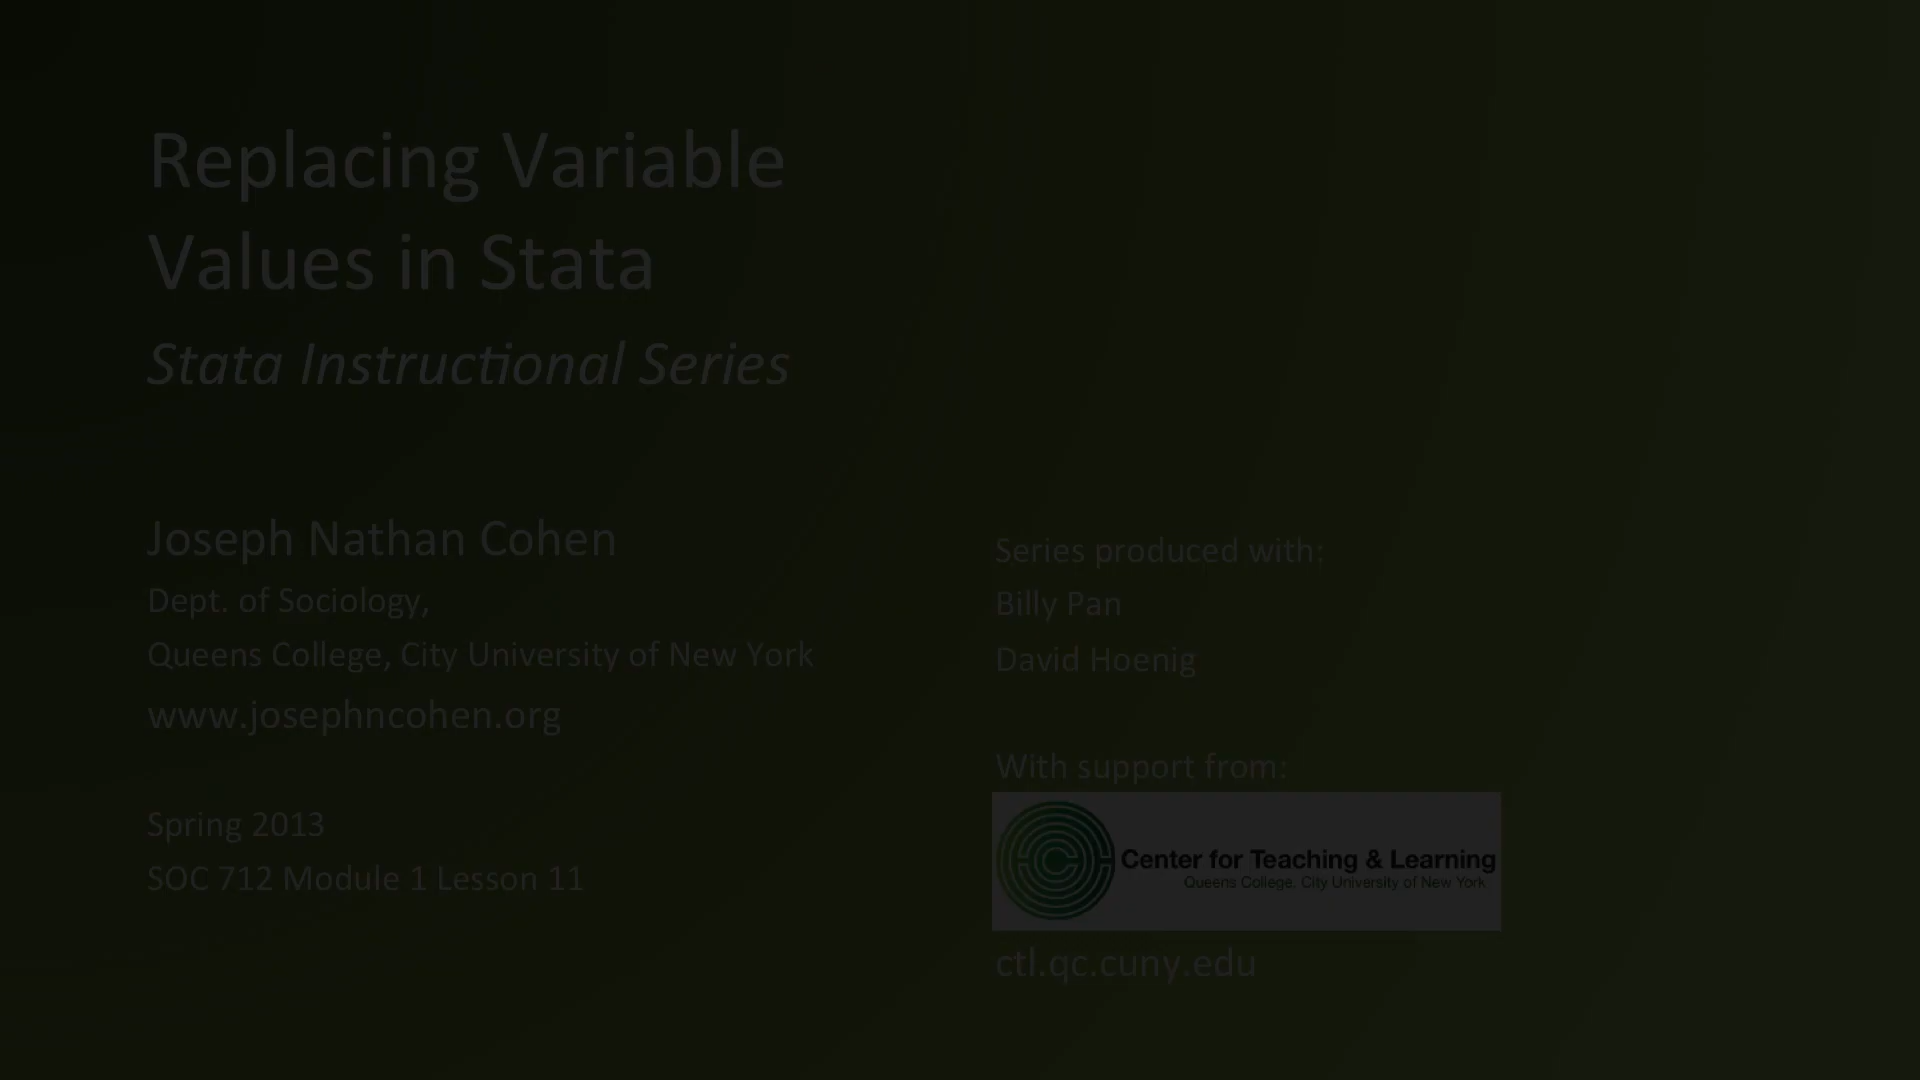 Replacing Variable
Values in Stata
Stata Instructional Series
Joseph Nathan Cohen
Dept. of Sociology,
Queens College, City University of New York
www.josephncohen.org
Spring 2013
SOC 712 Module 1 Lesson 11
Series produced with:
Billy Pan
David Hoenig
With support from:
Center for Teaching & Learning
Queens College, City University of New York
ctl.qc.cuny.edu